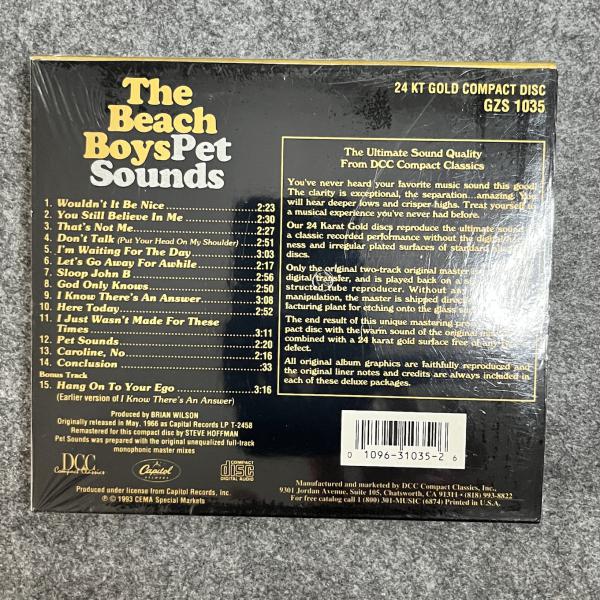 The
Beach
BoysPet
Sounds
24 KT GOLD COMPACT DISC
GZS 1035
1. Wouldn't It Be Nice 2:23
2. You Still Believe in Me 2:30
3. That's Not Me 2:27
4. Don't Talk (Put Your Head On My Shoulder) 2:51
5. I'm Waiting For The Day 3:03
6. Let's Go Away For Awhile 2:17
7. Sloop John B 2:56
8. God Only Knows 2:50
9. I Know There's An Answer 3:08
10. Here Today 2:52
11. I Just Wasn't Made For These
Times 3:11
12. Pet Sounds 2:20
13. Caroline, No 2:16
14. Conclusion :33
Bonus Track
15. Hang On To Your Ego 3:16
(Earlier version of I Know There's An Answer)
Produced by BRIAN WILSON
Originally released in May, 1966 as Capitol Records LP T-2458
Remastered for this compact disc by STEVE HOFFMAN
Pet Sounds was prepared with the original unequalized full-track
monophonic master mixes
DCC
Compact Classics
Capitol
RECORDS
COMPACT
disc
DIGITAL AUDIO
Produced under license from Capitol Records, Inc.
℗ © 1993 CEMA Special Markets
The Ultimate Sound Quality
From DCC Compact Classics
You've never heard your favorite music sound this good!
The clarity is exceptional, the separation...amazing. You
will hear deeper lows and crisper highs. Treat yourself to
a musical experience you've never had before.
Our 24 Karat Gold discs reproduce the ultimate sound
a classic recorded performance without the digital
ness and irregular plated surfaces of standard
discs.
Only the original two-track original master is
digital transfer, and is played back on a
structed tube reproducer. Without any
manipulation, the master is shipped direc
facturing plant for etching onto the glass
The end result of this unique mastering pro
pact disc with the warm sound of the original
combined with a 24 karat gold surface free of any
defect.
All original album graphics are faithfully reproduced and
the original liner notes and credits are always included in
each of these deluxe packages.
0 1096-31035-2 6
Manufactured and marketed by DCC Compact Classics, Inc.,
9301 Jordan Avenue, Suite 105, Chatsworth, CA 91311 • (818) 993-8822
For free catalog call 1 (800) 301-MUSIC (6874) Printed in U.S.A.